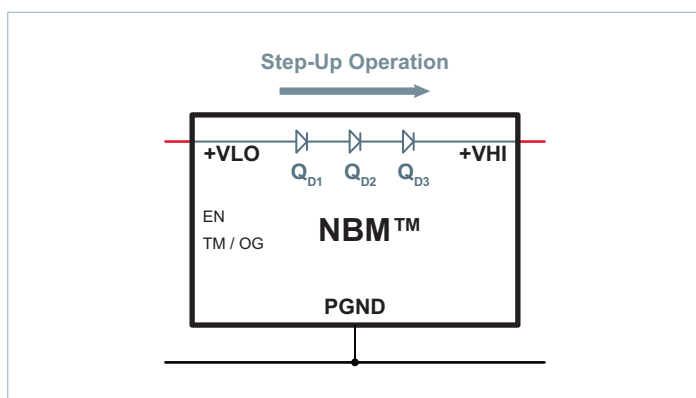 Step-Up Operation
+VLO
+VHI
QD1 QD2 QD3
EN
TM / OG
NBM™
PGND